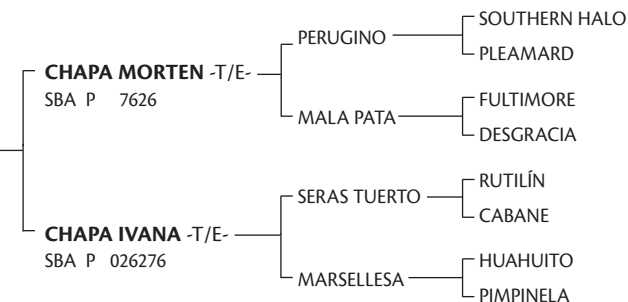 SOUTHERN HALO
PERUGINO
PLEAMARD
CHAPA MORTEN -T/E-
SBA P 7626
FULTIMORE
MALA PATA
DESGRACIA
RUTILÍN
SERAS TUERTO
CABANE
CHAPA IVANA -T/E-
SBA P 026276
HUAHUITO
MARSELLESA
PIMPINELA